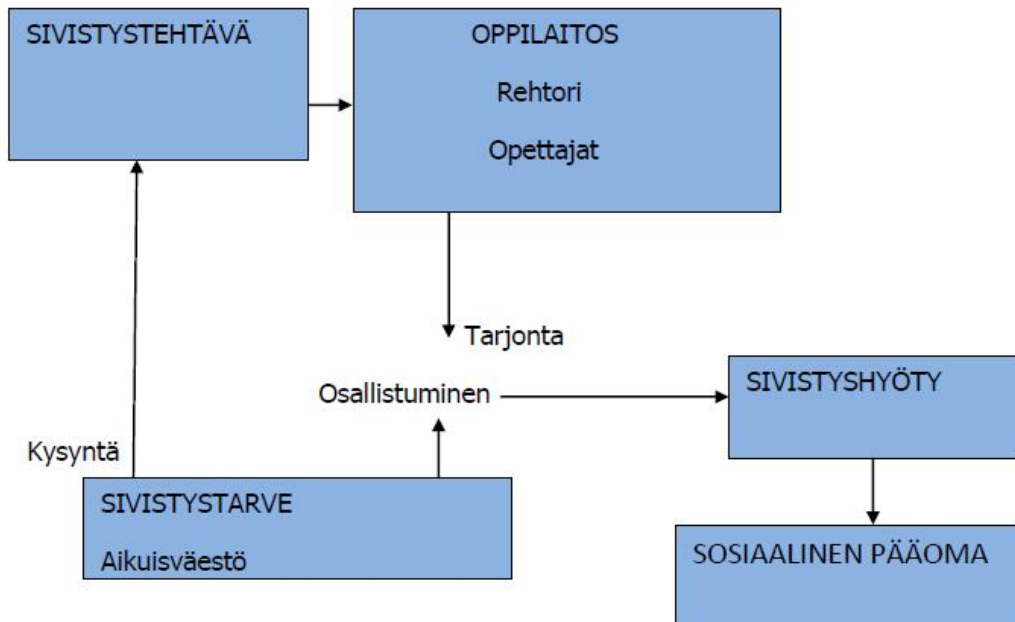 SIVISTYSTEHTÄVÄ
OPPILAITOS
Rehtori
Opettajat
Tarjonta
Osallistuminen
SIVISTYSHYÖTY
Kysyntä
SIVISTYSTARVE
Aikuisväestö
SOSIAALINEN PÄÄOMA